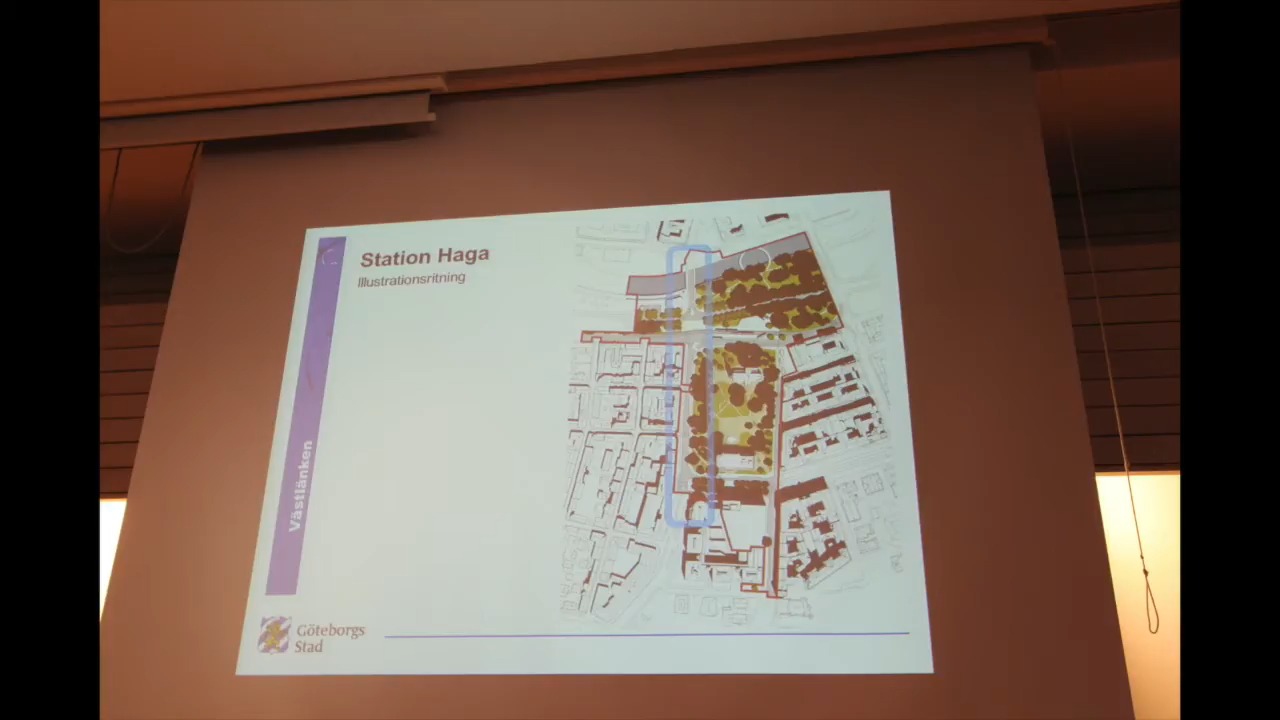 Station Haga
Illustrationsritning
Västlänken
Göteborgs
Stad